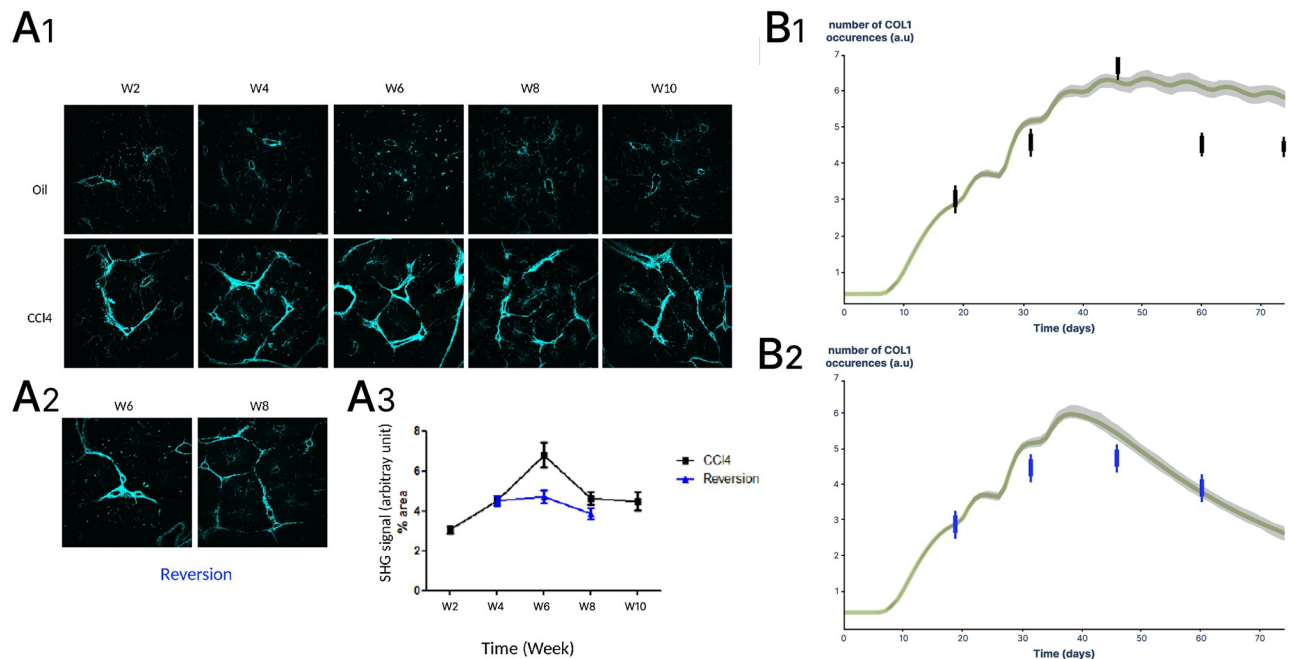 A1
W2 W4 W6 W8 W10
Oil
CCl4
A2
W6 W8
Reversion
A3
SHG signal (arbitray unit)
% area
8
6
4
2
0
W2 W4 W6 W8 W10
Time (Week)
CCl4
Reversion
B1
number of COL1
occurences (a.u)
7
6
5
4
3
2
1
0 10 20 30 40 50 60 70
Time (days)
B2
number of COL1
occurences (a.u)
7
6
5
4
3
2
1
0 10 20 30 40 50 60 70
Time (days)